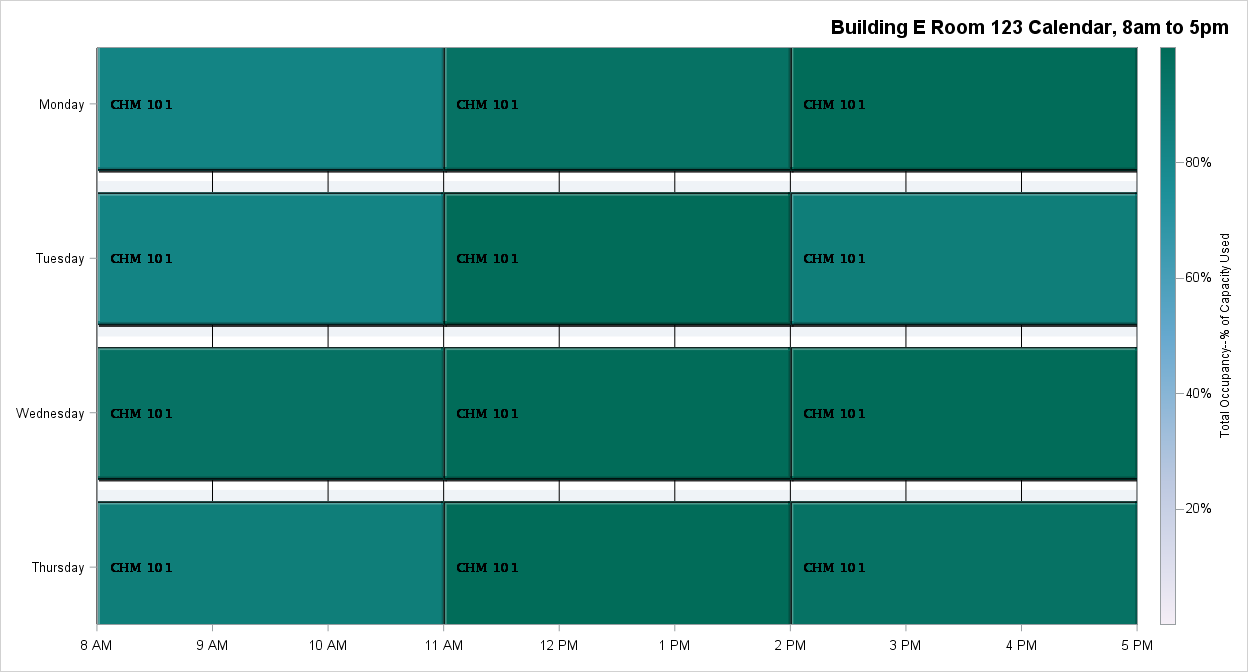 Building E Room 123 Calendar, 8am to 5pm
Monday
CHM 101
CHM 101
CHM 101
Tuesday
CHM 101
CHM 101
CHM 101
Wednesday
CHM 101
CHM 101
CHM 101
Thursday
CHM 101
CHM 101
CHM 101
8 AM
9 AM
10 AM
11 AM
12 PM
1 PM
2 PM
3 PM
4 PM
5 PM
80%
60%
40%
20%
Total Occupancy--% of Capacity Used